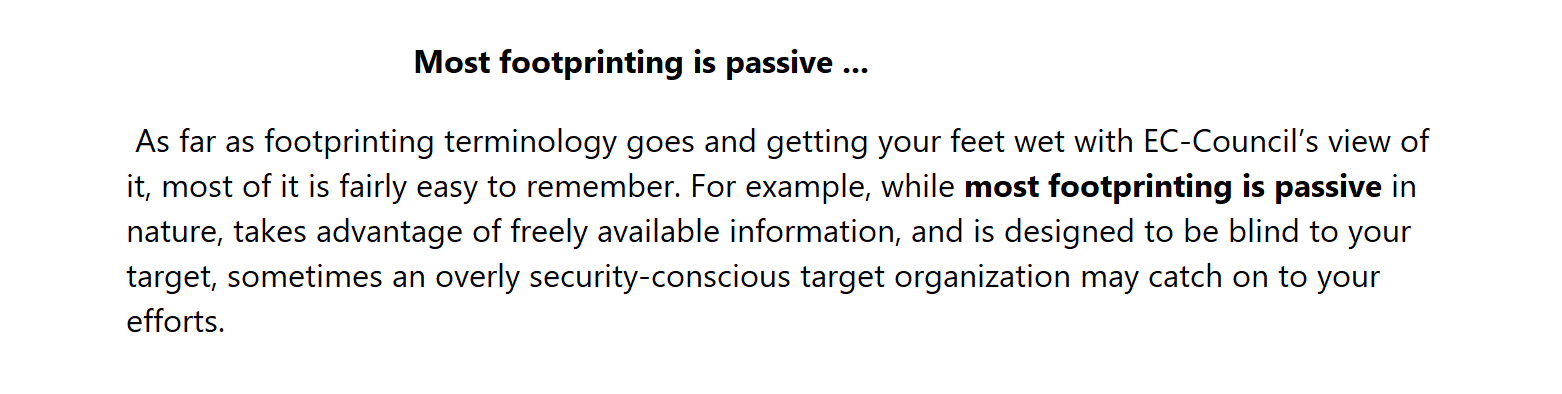 Most footprinting is passive ...
As far as footprinting terminology goes and getting your feet wet with EC-Council’s view of
it, most of it is fairly easy to remember. For example, while most footprinting is passive in
nature, takes advantage of freely available information, and is designed to be blind to your
target, sometimes an overly security-conscious target organization may catch on to your
efforts.